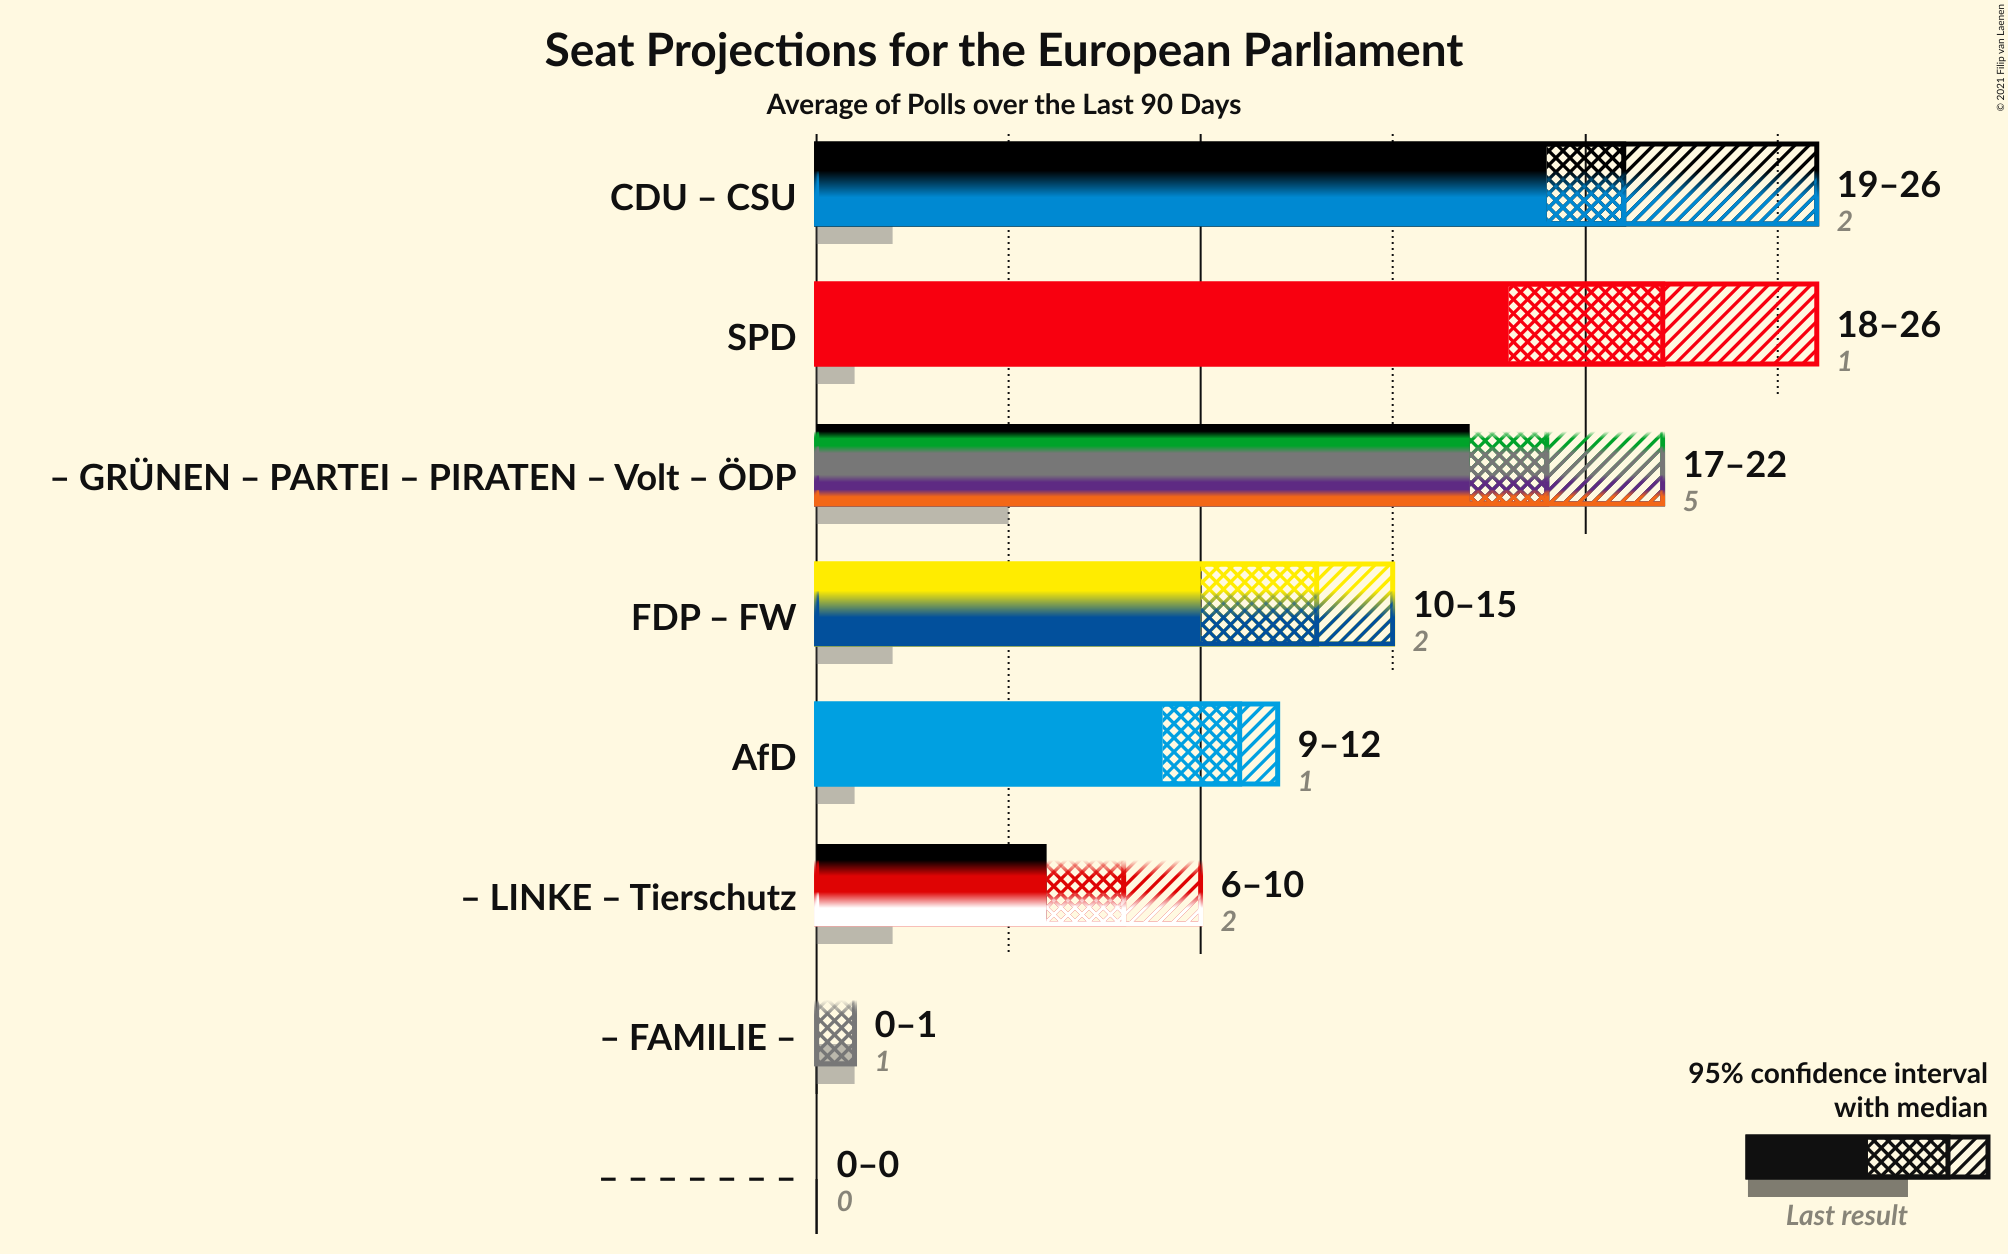 Seat Projections for the European Parliament
Average of Polls over the Last 90 Days
© 2021 Filip van Laenen
CDU – CSU
19–26
2
SPD
18–26
1
– GRÜNEN – PARTEI – PIRATEN – Volt – ÖDP
17–22
5
FDP – FW
10–15
2
AfD
9–12
1
– LINKE – Tierschutz
6–10
2
– FAMILIE –
0–1
1
– – – – – – –
0–0
0
95% confidence interval
with median
Last result